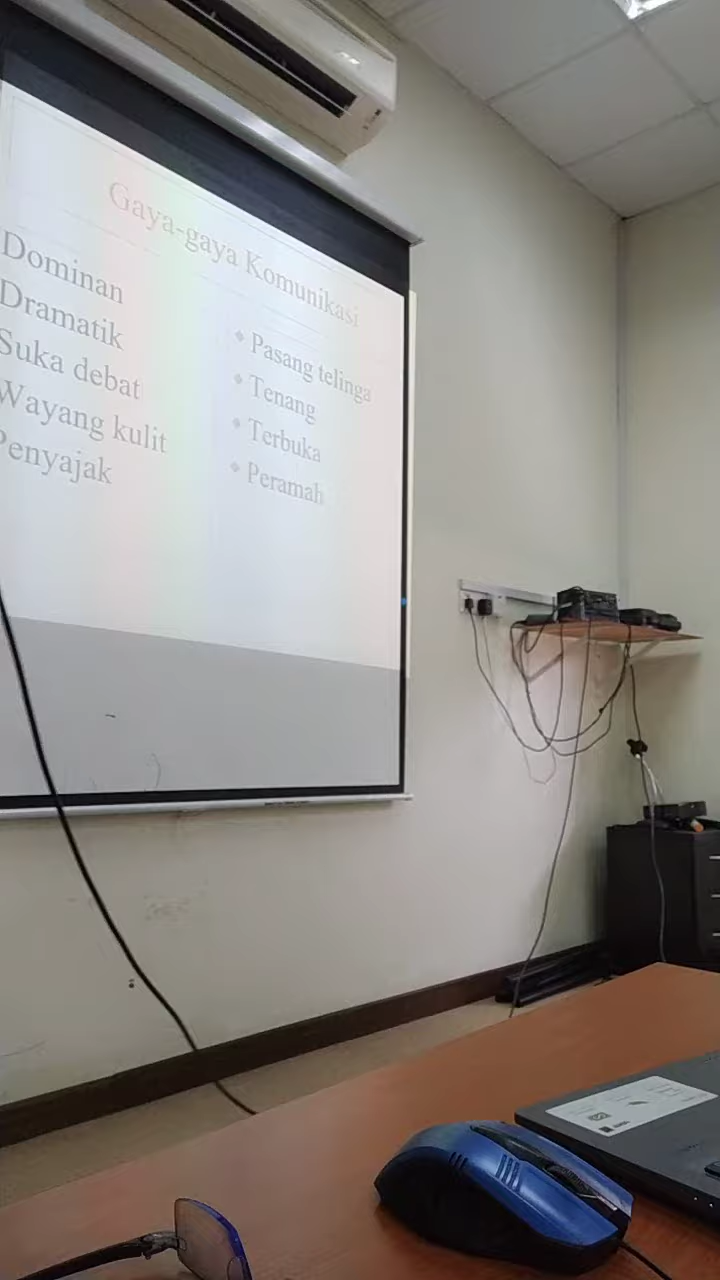 Gaya-gaya Komunikasi
Dominan
Dramatik
Suka debat
Wayang kulit
Penyajak
Pasang telinga
Tenang
Terbuka
Peramah